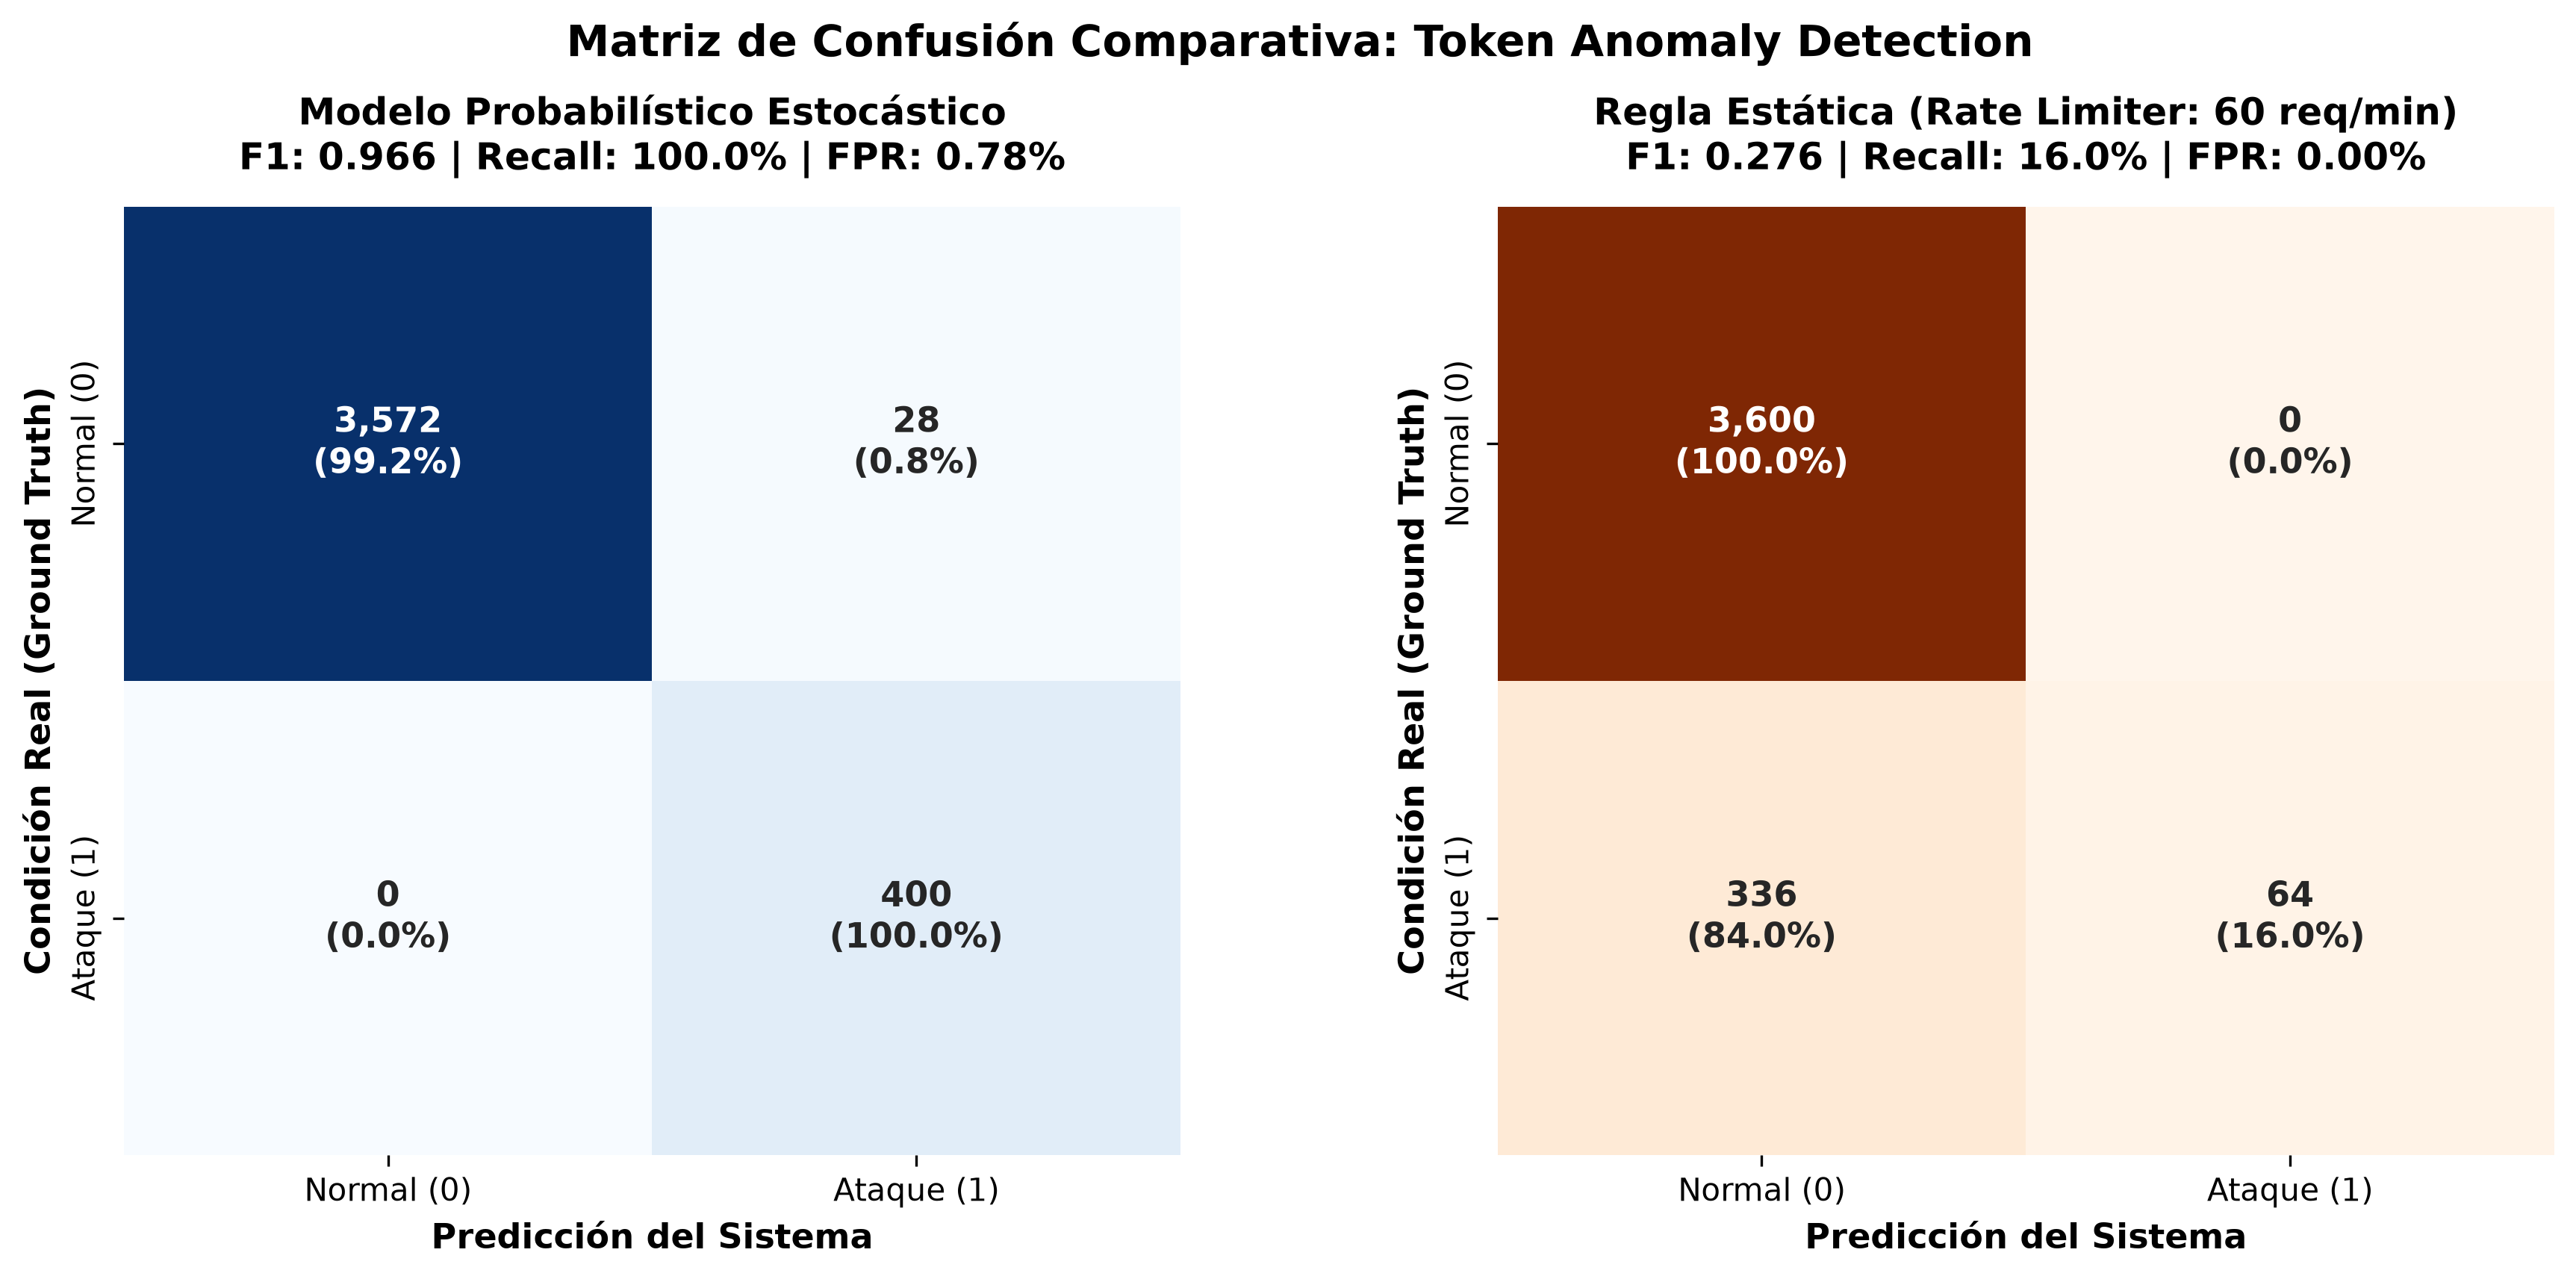 Matriz de Confusión Comparativa: Token Anomaly Detection
Modelo Probabilístico Estocástico
F1: 0.966 | Recall: 100.0% | FPR: 0.78%
Condición Real (Ground Truth)
Normal (0)
Ataque (1)
3,572
(99.2%)
28
(0.8%)
0
(0.0%)
400
(100.0%)
Normal (0)
Ataque (1)
Predicción del Sistema
Regla Estática (Rate Limiter: 60 req/min)
F1: 0.276 | Recall: 16.0% | FPR: 0.00%
Condición Real (Ground Truth)
Normal (0)
Ataque (1)
3,600
(100.0%)
0
(0.0%)
336
(84.0%)
64
(16.0%)
Normal (0)
Ataque (1)
Predicción del Sistema